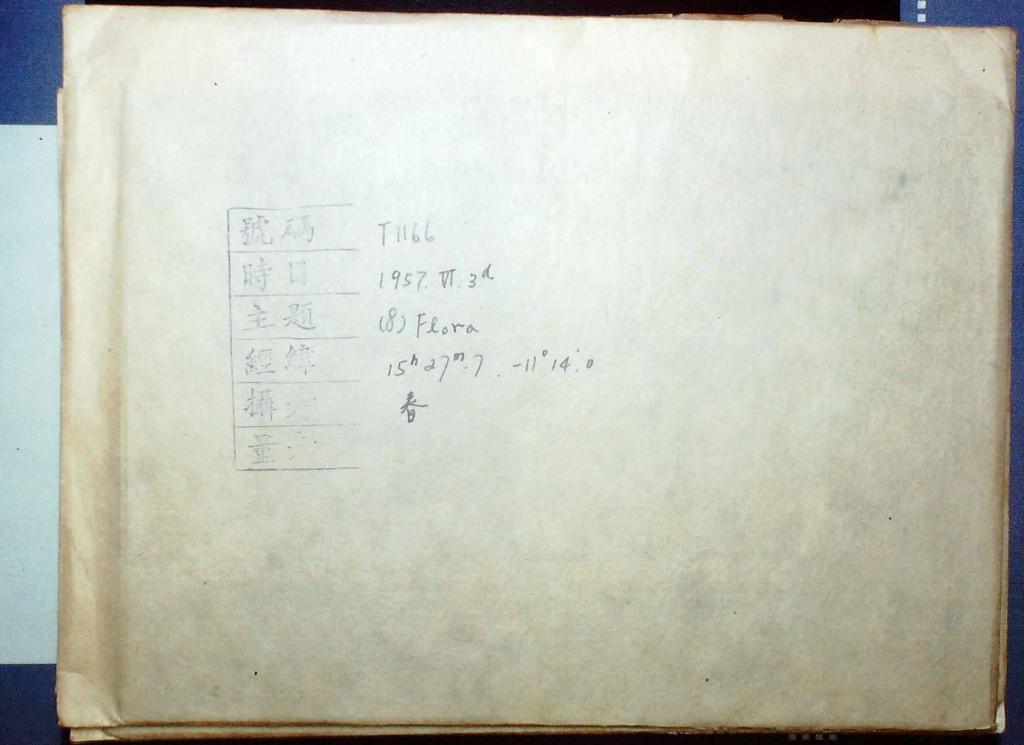 號碼 T1166
時日 1957. VI. 3ᵈ
主題 (8) Flora
經緯 15ʰ27ᵐ.7 -11°14'.0
攝者 春
量